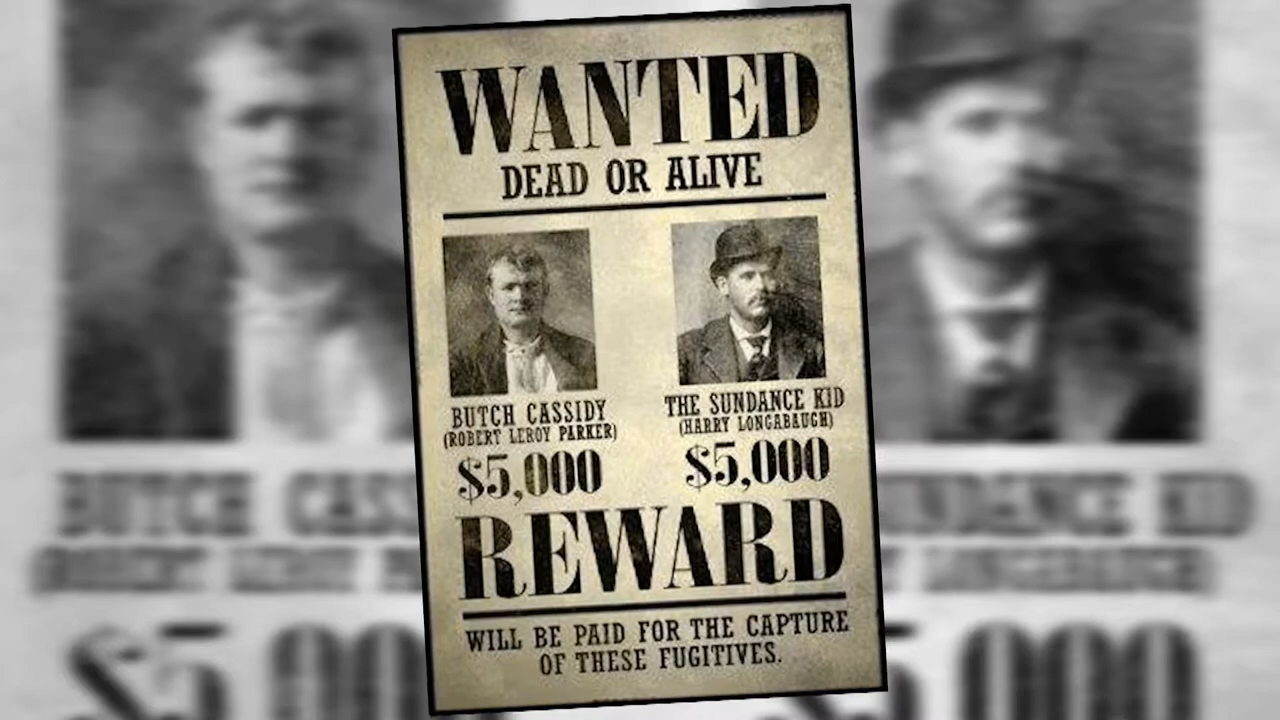 WANTED
DEAD OR ALIVE
BUTCH CASSIDY
(ROBERT LEROY PARKER)
$5,000
THE SUNDANCE KID
(HARRY LONGABAUGH)
$5,000
REWARD
WILL BE PAID FOR THE CAPTURE
OF THESE FUGITIVES.